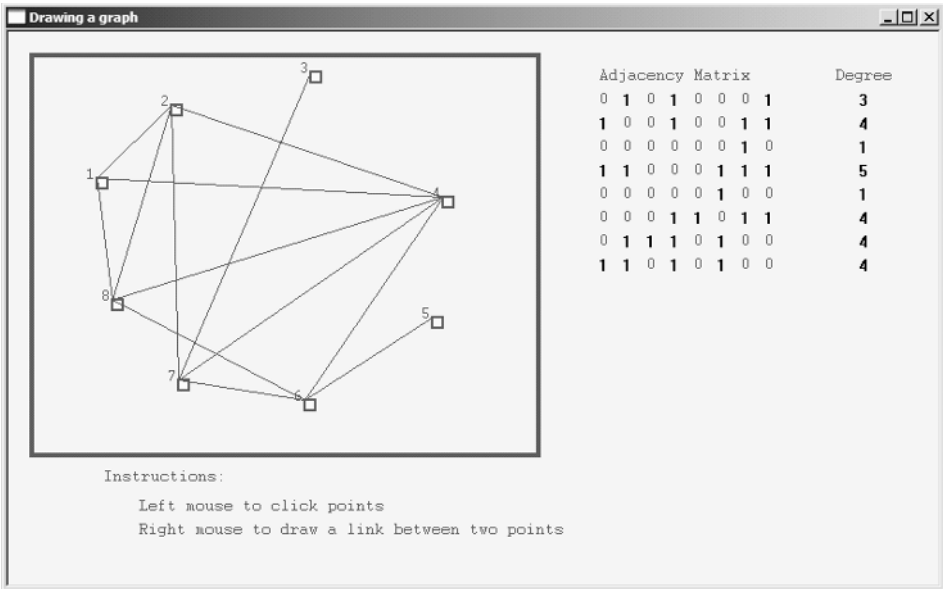 Drawing a graph
Adjacency Matrix Degree
0 1 0 1 0 0 0 1 3
1 0 0 1 0 0 1 1 4
0 0 0 0 0 0 1 0 1
1 1 0 0 0 1 1 1 5
0 0 0 0 0 1 0 0 1
0 0 0 1 1 0 1 1 4
0 1 1 1 0 1 0 0 4
1 1 0 1 0 1 0 0 4
3
2
1
4
8
5
7
6
Instructions:
Left mouse to click points
Right mouse to draw a link between two points